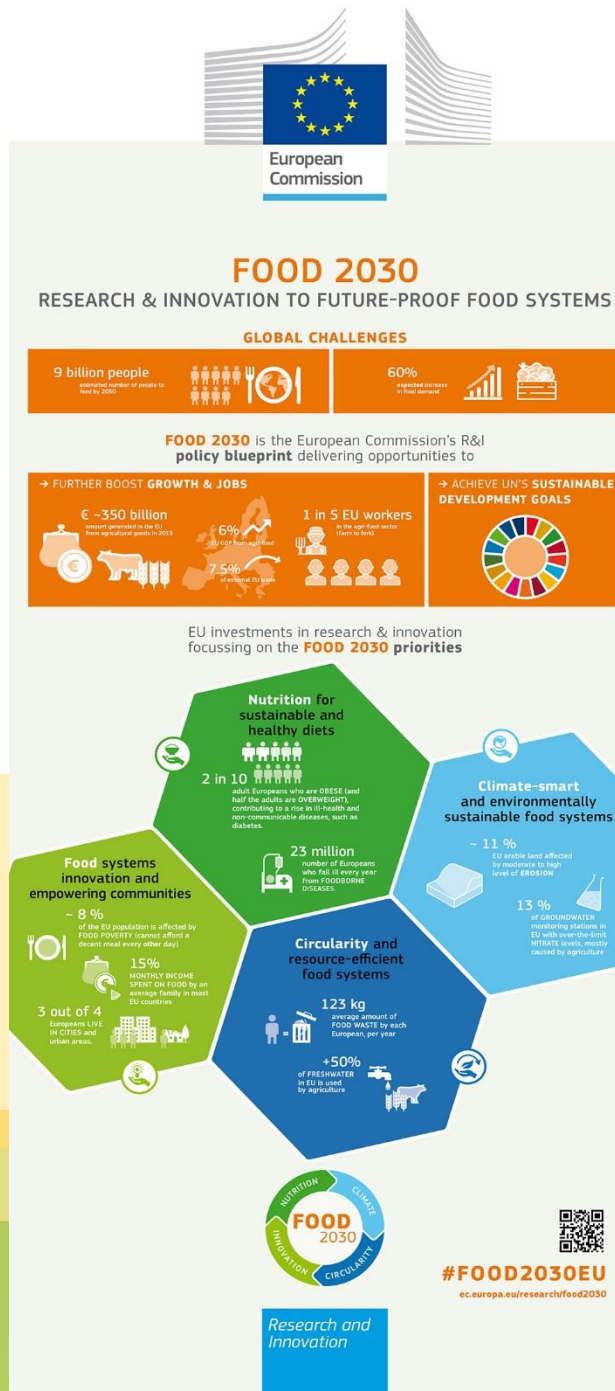 European
Commission
FOOD 2030
RESEARCH & INNOVATION TO FUTURE-PROOF FOOD SYSTEMS
GLOBAL CHALLENGES
9 billion people
estimated number of people to
feed by 2050
60%
expected increase
in food demand
FOOD 2030 is the European Commission's R&I
policy blueprint delivering opportunities to
→ FURTHER BOOST GROWTH & JOBS
€ ~350 billion
amount generated in the EU
from agricultural goods in 2015
6%
EU GDP from agri-food
7.5%
of external EU trade
1 in 5 EU workers
in the agri-food sector
(farm to fork).
→ ACHIEVE UN'S SUSTAINABLE
DEVELOPMENT GOALS
EU investments in research & innovation
focussing on the FOOD 2030 priorities
Nutrition for
sustainable and
healthy diets
2 in 10
adult Europeans who are OBESE (and
half the adults are OVERWEIGHT),
contributing to a rise in ill-health and
non-communicable diseases, such as
diabetes.
23 million
number of Europeans
who fall ill every year
from FOODBORNE
DISEASES.
Climate-smart
and environmentally
sustainable food systems
~ 11 %
EU arable land affected
by moderate to high
level of EROSION
13 %
of GROUNDWATER
monitoring stations in
EU with over-the-limit
NITRATE levels, mostly
caused by agriculture
Food systems
innovation and
empowering communities
~ 8 %
of the EU population is affected by
FOOD POVERTY (cannot afford a
decent meal every other day)
15%
MONTHLY INCOME
SPENT ON FOOD by an
average family in most
EU countries
3 out of 4
Europeans LIVE
IN CITIES and
urban areas.
Circularity and
resource-efficient
food systems
123 kg
average amount of
FOOD WASTE by each
European, per year
+50%
of FRESHWATER
in EU is used
by agriculture
NUTRITION
CLIMATE
FOOD
2030
INNOVATION
CIRCULARITY
#FOOD2030EU
ec.europa.eu/research/food2030
Research and
Innovation